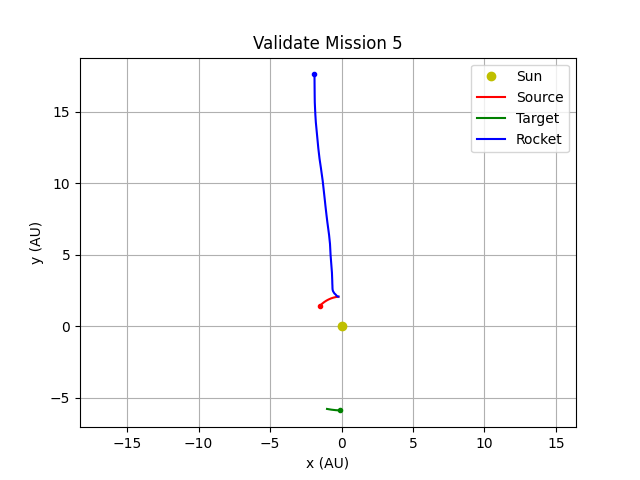 Validate Mission 5
Sun
Source
Target
Rocket
15
10
5
0
−5
y (AU)
−15
−10
−5
0
5
10
15
x (AU)